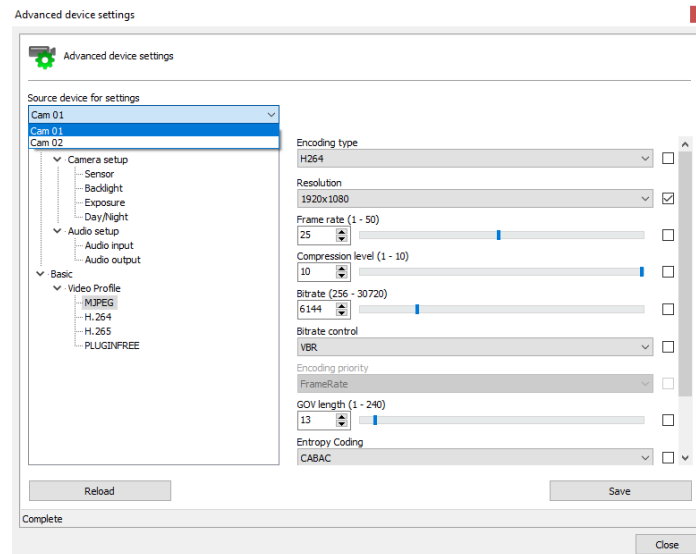 Advanced device settings
Advanced device settings
Source device for settings
Cam 01
Cam 01
Cam 02
Camera setup
Sensor
Backlight
Exposure
Day/Night
Audio setup
Audio input
Audio output
Basic
Video Profile
MJPEG
H.264
H.265
PLUGINFREE
Encoding type
H264
Resolution
1920x1080
Frame rate (1 - 50)
25
Compression level (1 - 10)
10
Bitrate (256 - 30720)
6144
Bitrate control
VBR
Encoding priority
FrameRate
GOV length (1 - 240)
13
Entropy Coding
CABAC
Reload
Save
Complete
Close